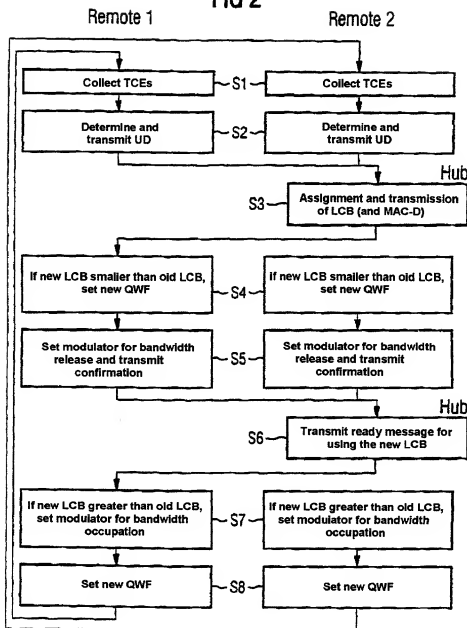 FIG 2
Remote 1
Remote 2
Collect TCEs
S1
Collect TCEs
Determine and
transmit UD
S2
Determine and
transmit UD
Hub
S3
Assignment and transmission
of LCB (and MAC-D)
If new LCB smaller than old LCB,
set new QWF
S4
If new LCB smaller than old LCB,
set new QWF
Set modulator for bandwidth
release and transmit
confirmation
S5
Set modulator for bandwidth
release and transmit
confirmation
Hub
S6
Transmit ready message for
using the new LCB
If new LCB greater than old LCB,
set modulator for bandwidth
occupation
S7
If new LCB greater than old LCB,
set modulator for bandwidth
occupation
Set new QWF
S8
Set new QWF